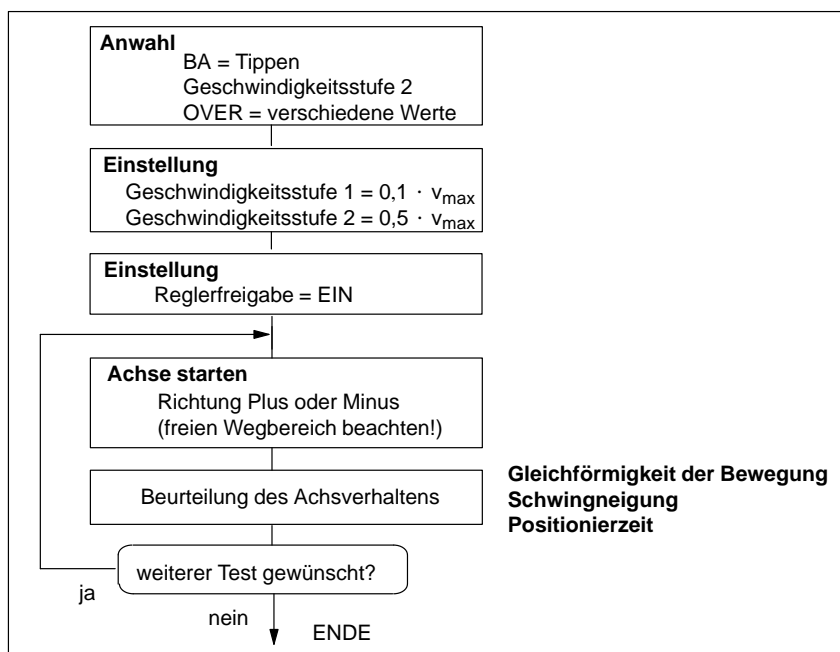 Anwahl
BA = Tippen
Geschwindigkeitsstufe 2
OVER = verschiedene Werte
Einstellung
Geschwindigkeitsstufe 1 = 0,1 · vmax
Geschwindigkeitsstufe 2 = 0,5 · vmax
Einstellung
Reglerfreigabe = EIN
Achse starten
Richtung Plus oder Minus
(freien Wegbereich beachten!)
Beurteilung des Achsverhaltens
Gleichförmigkeit der Bewegung
Schwingneigung
Positionierzeit
weiterer Test gewünscht?
ja
nein
ENDE